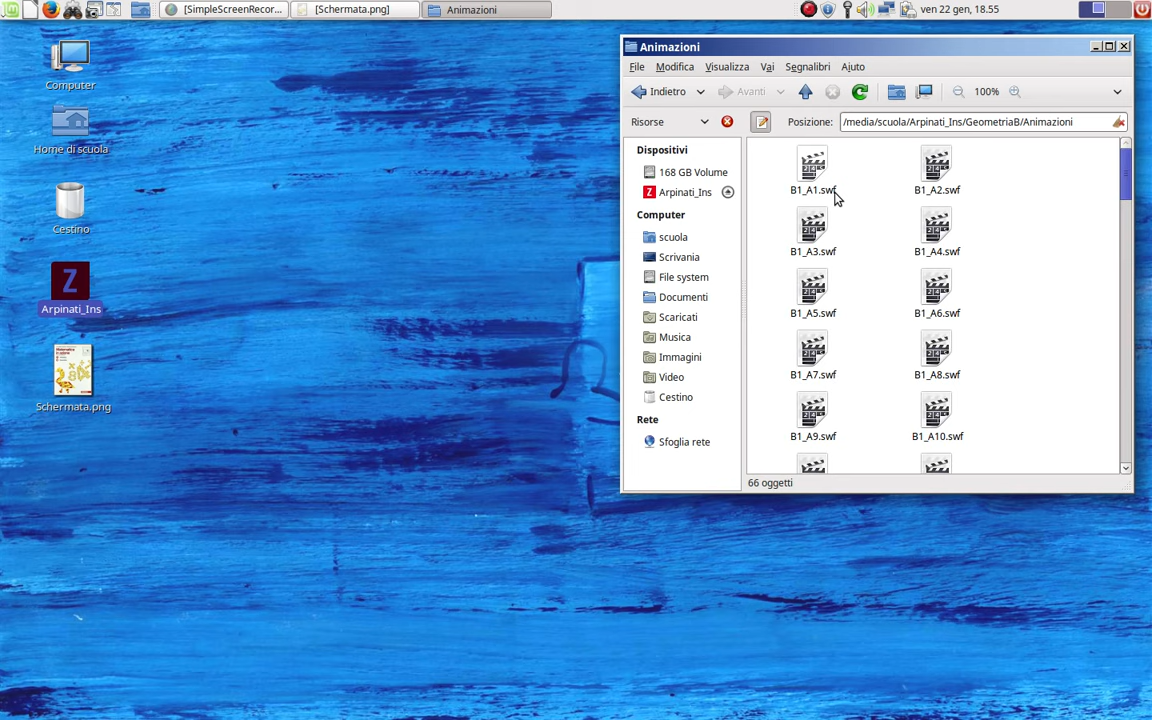 [SimpleScreenRecor...
[Schermata.png]
Animazioni
ven 22 gen, 18.55
Computer
Home di scuola
Cestino
Z
Arpinati_Ins
Schermata.png
Animazioni
File Modifica Visualizza Vai Segnalibri Aiuto
Indietro Avanti 100%
Risorse Posizione: /media/scuola/Arpinati_Ins/GeometriaB/Animazioni
Dispositivi
168 GB Volume
Z Arpinati_Ins
Computer
scuola
Scrivania
File system
Documenti
Scaricati
Musica
Immagini
Video
Cestino
Rete
Sfoglia rete
B1_A1.swf B1_A2.swf
B1_A3.swf B1_A4.swf
B1_A5.swf B1_A6.swf
B1_A7.swf B1_A8.swf
B1_A9.swf B1_A10.swf
66 oggetti